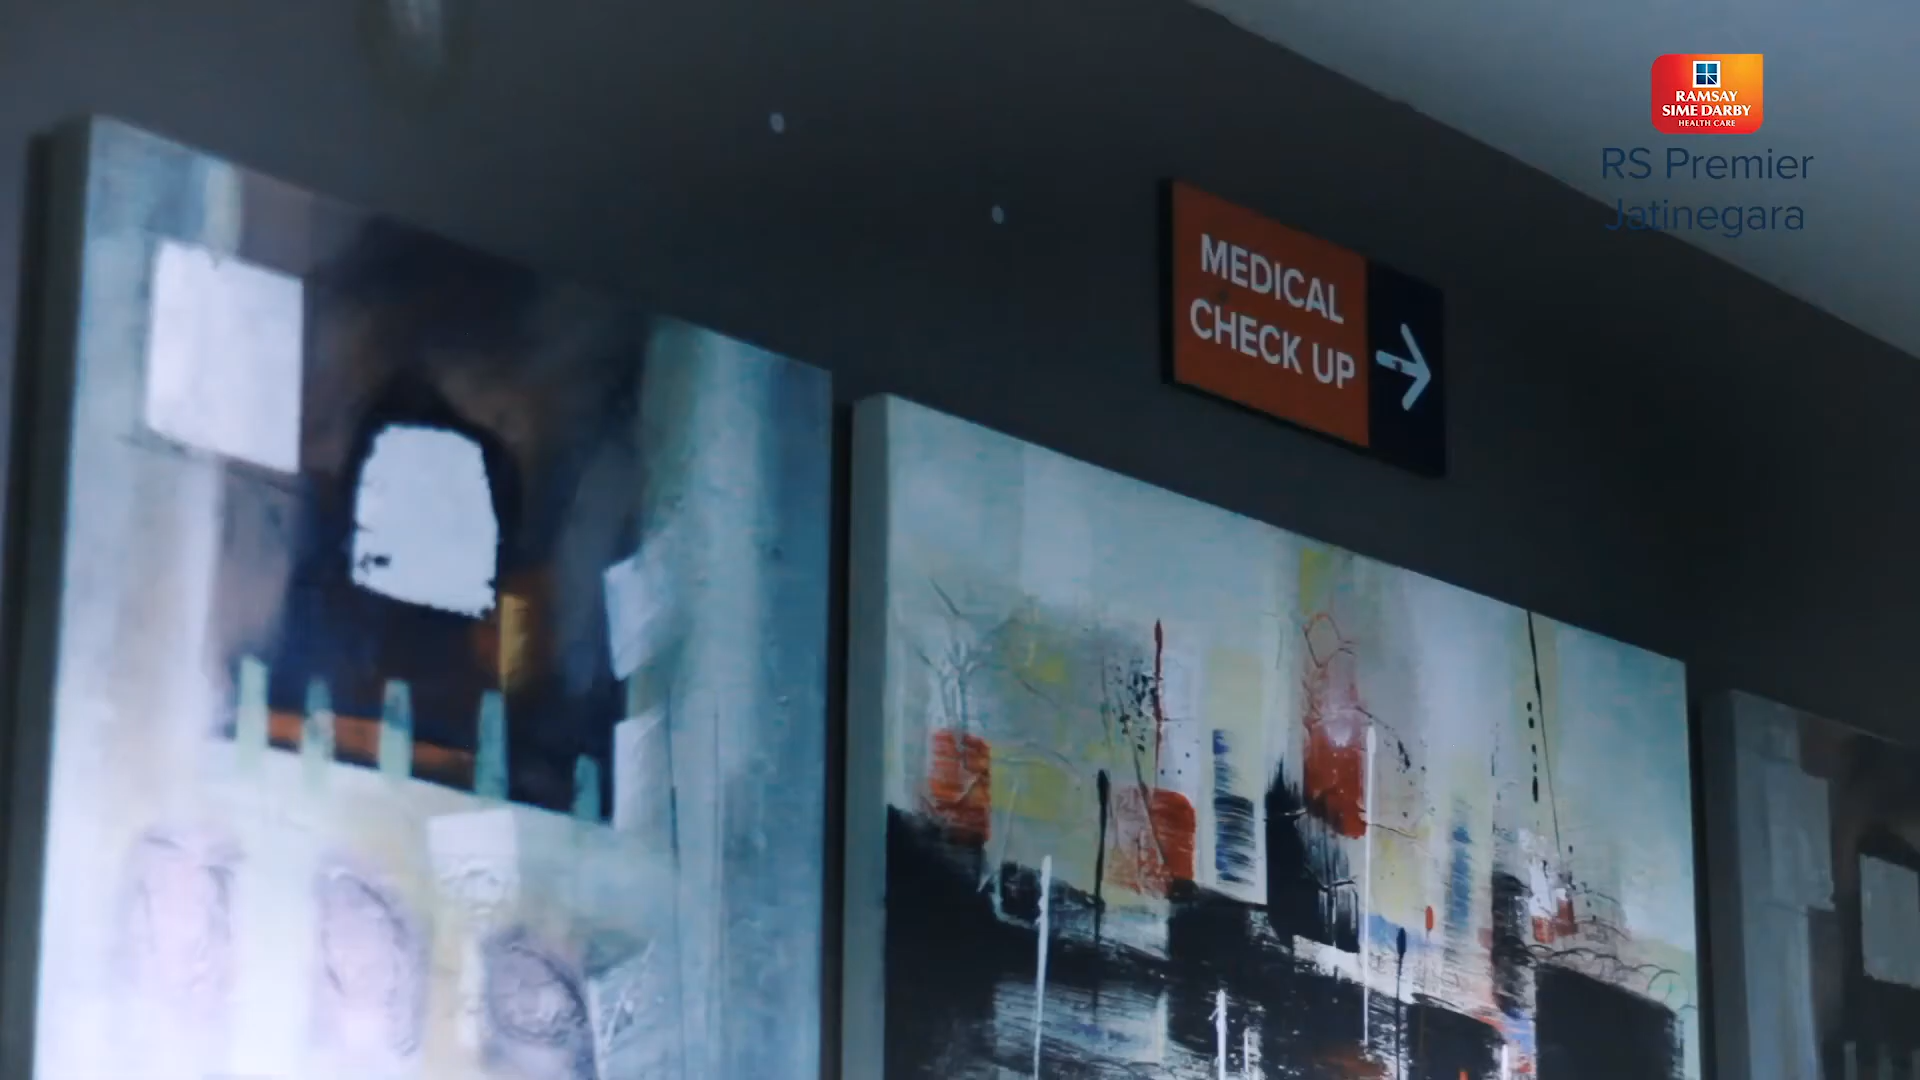 RAMSAY
SIME DARBY
HEALTH CARE
RS Premier
Jatinegara
MEDICAL
CHECK UP